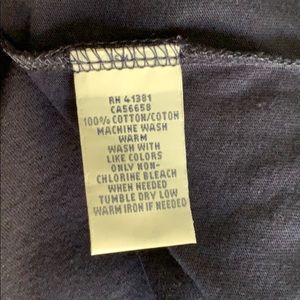 RN 41381
CA56658
100% COTTON/COTON
MACHINE WASH
WARM
WASH WITH
LIKE COLORS
ONLY NON-
CHLORINE BLEACH
WHEN NEEDED
TUMBLE DRY LOW
WARM IRON IF NEEDED